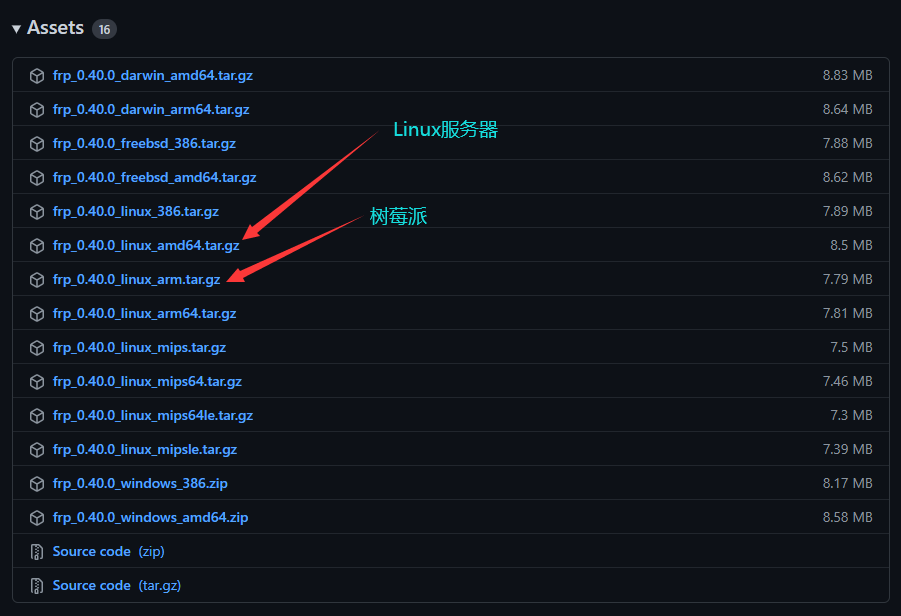 Assets 16
frp_0.40.0_darwin_amd64.tar.gz 8.83 MB
frp_0.40.0_darwin_arm64.tar.gz 8.64 MB
Linux服务器
frp_0.40.0_freebsd_386.tar.gz 7.88 MB
frp_0.40.0_freebsd_amd64.tar.gz 8.62 MB
frp_0.40.0_linux_386.tar.gz 7.89 MB
树莓派
frp_0.40.0_linux_amd64.tar.gz 8.5 MB
frp_0.40.0_linux_arm.tar.gz 7.79 MB
frp_0.40.0_linux_arm64.tar.gz 7.81 MB
frp_0.40.0_linux_mips.tar.gz 7.5 MB
frp_0.40.0_linux_mips64.tar.gz 7.46 MB
frp_0.40.0_linux_mips64le.tar.gz 7.3 MB
frp_0.40.0_linux_mipsle.tar.gz 7.39 MB
frp_0.40.0_windows_386.zip 8.17 MB
frp_0.40.0_windows_amd64.zip 8.58 MB
Source code (zip)
Source code (tar.gz)